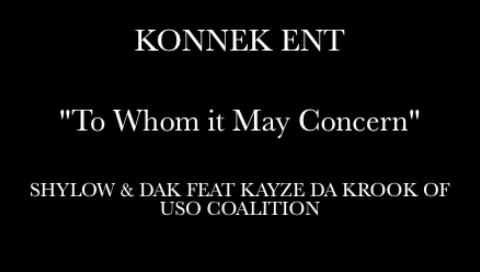 KONNEK ENT
"To Whom it May Concern"
SHYLOW & DAK FEAT KAYZE DA KROOK OF
USO COALITION